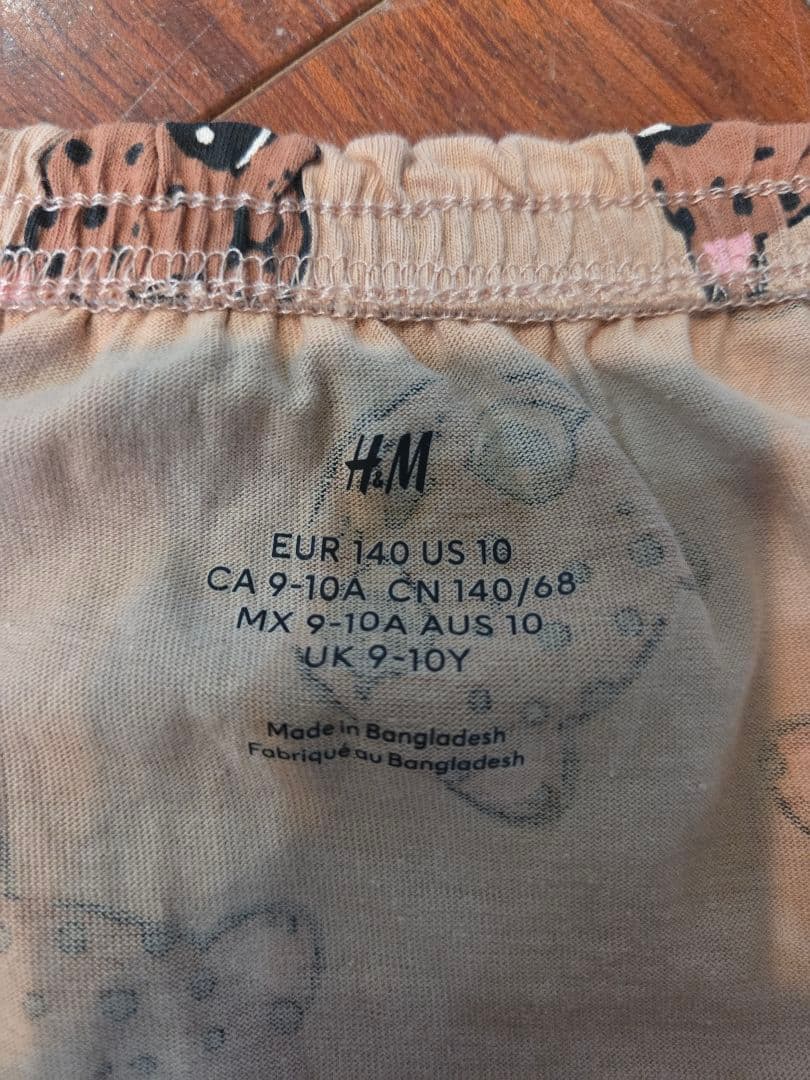 H&M
EUR 140 US 10
CA 9-10A CN 140/68
MX 9-10A AUS 10
UK 9-10Y
Made in Bangladesh
Fabriqué au Bangladesh